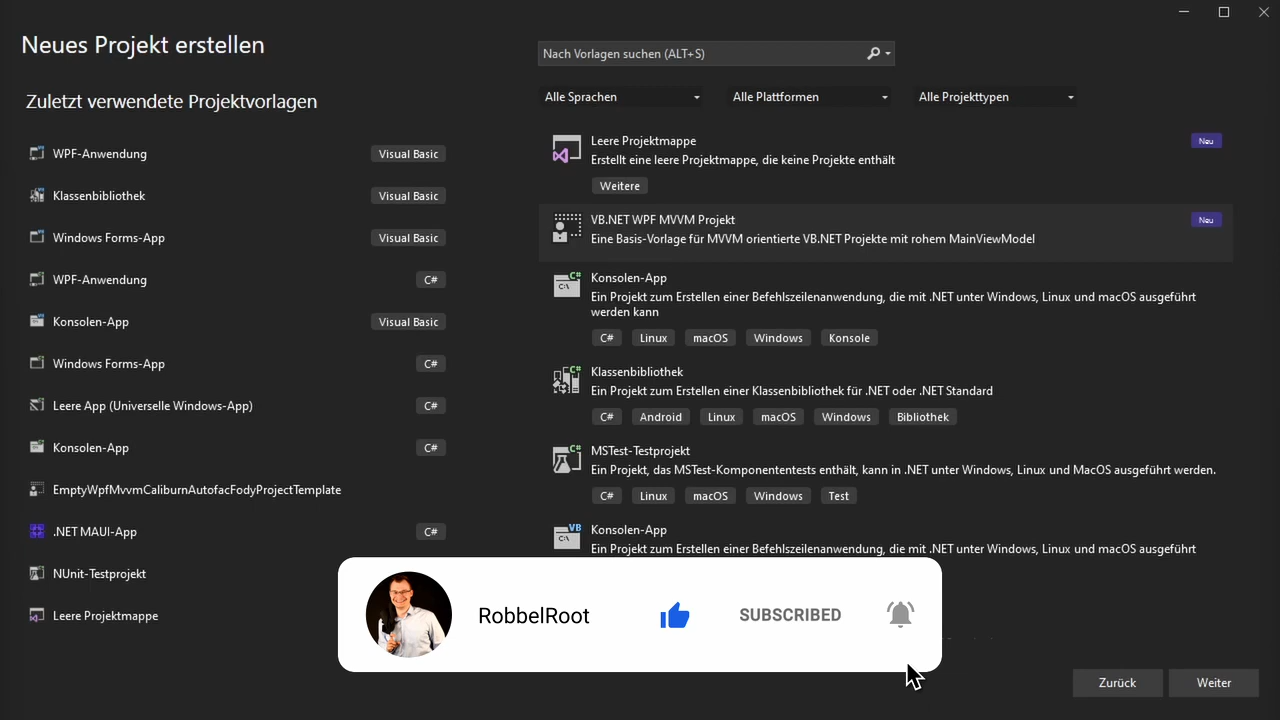 Neues Projekt erstellen
Zuletzt verwendete Projektvorlagen
WPF-Anwendung Visual Basic
Klassenbibliothek Visual Basic
Windows Forms-App Visual Basic
WPF-Anwendung C#
Konsolen-App Visual Basic
Windows Forms-App C#
Leere App (Universelle Windows-App) C#
Konsolen-App C#
EmptyWpfMvvmCaliburnAutofacFodyProjectTemplate
.NET MAUI-App C#
NUnit-Testprojekt
Leere Projektmappe
Nach Vorlagen suchen (ALT+S)
Alle Sprachen Alle Plattformen Alle Projekttypen
Leere Projektmappe Neu
Erstellt eine leere Projektmappe, die keine Projekte enthält
Weitere
VB.NET WPF MVVM Projekt Neu
Eine Basis-Vorlage für MVVM orientierte VB.NET Projekte mit rohem MainViewModel
Konsolen-App
Ein Projekt zum Erstellen einer Befehlszeilenanwendung, die mit .NET unter Windows, Linux und macOS ausgeführt
werden kann
C# Linux macOS Windows Konsole
Klassenbibliothek
Ein Projekt zum Erstellen einer Klassenbibliothek für .NET oder .NET Standard
C# Android Linux macOS Windows Bibliothek
MSTest-Testprojekt
Ein Projekt, das MSTest-Komponententests enthält, kann in .NET unter Windows, Linux und MacOS ausgeführt werden.
C# Linux macOS Windows Test
Konsolen-App
Ein Projekt zum Erstellen einer Befehlszeilenanwendung, die mit .NET unter Windows, Linux und macOS ausgeführt
RobbelRoot SUBSCRIBED
Zurück Weiter